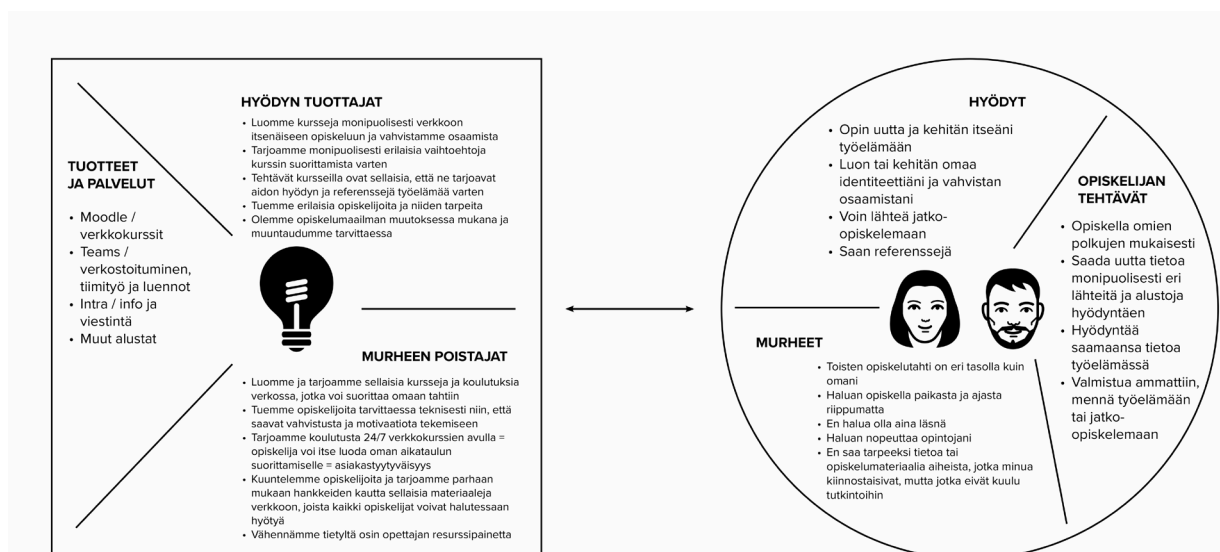 HYÖDYN TUOTTAJAT
• Luomme kursseja monipuolisesti verkkoon
itsenäiseen opiskeluun ja vahvistamme osaamista
• Tarjoamme monipuolisesti erilaisia vaihtoehtoja
kurssin suorittamista varten
• Tehtävät kursseilla ovat sellaisia, että ne tarjoavat
aidon hyödyn ja referenssejä työelämää varten
• Tuemme erilaisia opiskelijoita ja niiden tarpeita
• Olemme opiskelumaailman muutoksessa mukana ja
muuntaudumme tarvittaessa
TUOTTEET
JA PALVELUT
• Moodle /
verkkokurssit
• Teams /
verkostoituminen,
tiimityö ja luennot
• Intra / info ja
viestintä
• Muut alustat
MURHEEN POISTAJAT
• Luomme ja tarjoamme sellaisia kursseja ja koulutuksia
verkossa, jotka voi suorittaa omaan tahtiin
• Tuemme opiskelijoita tarvittaessa teknisesti niin, että
saavat vahvistusta ja motivaatiota tekemiseen
• Tarjoamme koulutusta 24/7 verkkokurssien avulla =
opiskelija voi itse luoda oman aikataulun
suorittamiselle = asiakastyytyväisyys
• Kuuntelemme opiskelijoita ja tarjoamme parhaan
mukaan hankkeiden kautta sellaisia materiaaleja
verkkoon, joista kaikki opiskelijat voivat halutessaan
hyötyä
• Vähennämme tietyltä osin opettajan resurssipainetta
HYÖDYT
• Opin uutta ja kehitän itseäni
työelämään
• Luon tai kehitän omaa
identiteettiäni ja vahvistan
osaamistani
• Voin lähteä jatko-
opiskelemaan
• Saan referenssejä
OPISKELIJAN
TEHTÄVÄT
• Opiskella omien
polkujen mukaisesti
• Saada uutta tietoa
monipuolisesti eri
lähteitä ja alustoja
hyödyntäen
• Hyödyntää
saamaansa tietoa
työelämässä
• Valmistua ammattiin,
mennä työelämään
tai jatko-
opiskelemaan
MURHEET
• Toisten opiskelutahti on eri tasolla kuin
omani
• Haluan opiskella paikasta ja ajasta
riippumatta
• En halua olla aina läsnä
• Haluan nopeuttaa opintojani
• En saa tarpeeksi tietoa tai
opiskelumateriaalia aiheista, jotka minua
kiinnostaisivat, mutta jotka eivät kuulu
tutkintoihin